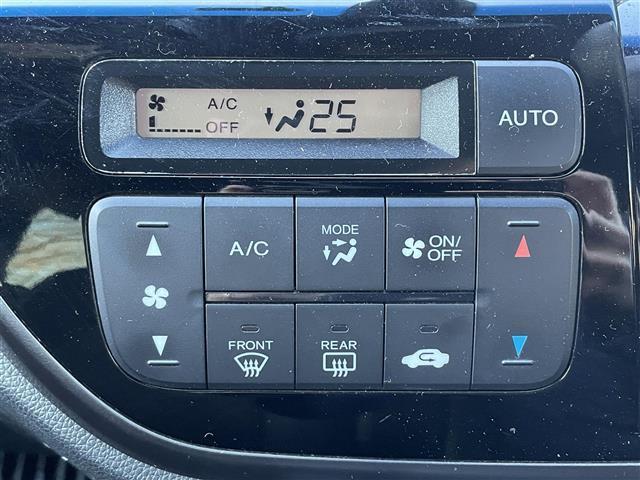 A/C
OFF
25
AUTO
A/C
MODE
ON/
OFF
FRONT
REAR